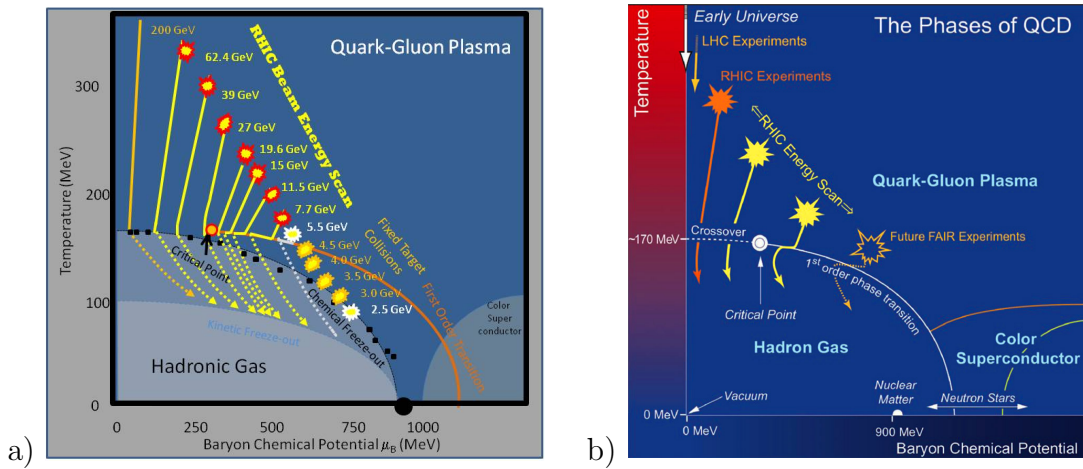 200 GeV
62.4 GeV
39 GeV
27 GeV
19.6 GeV
15 GeV
11.5 GeV
7.7 GeV
5.5 GeV
4.5 GeV
4.0 GeV
3.5 GeV
3.0 GeV
2.5 GeV
Quark-Gluon Plasma
RHIC Beam Energy Scan
Fixed Target
Collisions
First Order Transition
Critical Point
Chemical Freeze-out
Kinetic Freeze-out
Hadronic Gas
Color
Super
conductor
Temperature (MeV)
300
200
100
0
0
250
500
750
1000
Baryon Chemical Potential μB (MeV)
a)
Temperature
Early Universe
The Phases of QCD
LHC Experiments
RHIC Experiments
RHIC Energy Scan
Quark-Gluon Plasma
~170 MeV
Crossover
Future FAIR Experiments
1st order phase transition
Critical Point
Hadron Gas
Color
Superconductor
Nuclear
Matter
Neutron Stars
Vacuum
0 MeV
0 MeV
900 MeV
Baryon Chemical Potential
b)